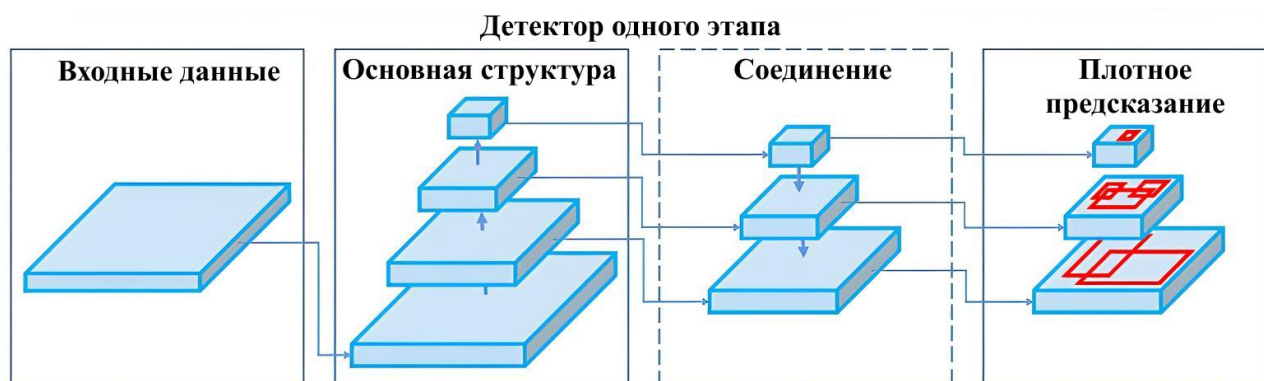 Детектор одного этапа
Входные данные
Основная структура
Соединение
Плотное
предсказание